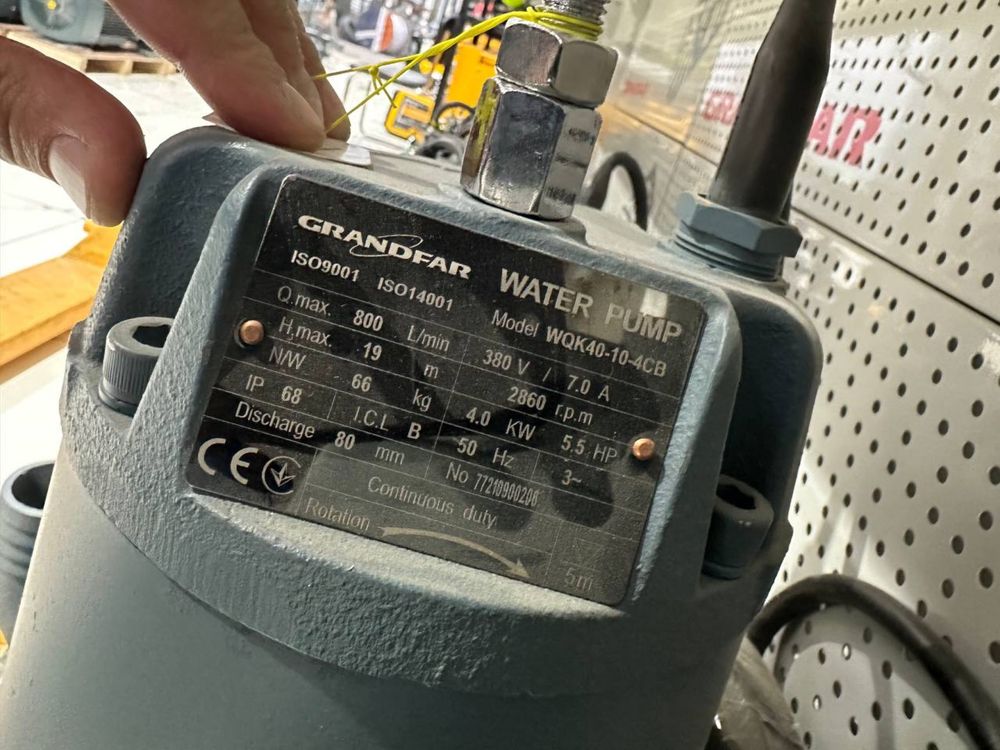 GRANDFAR WATER PUMP
ISO9001 ISO14001 Model WQK40-10-4CB
Q.max. 800 L/min 380 V / 7.0 A
H.max. 19 m 2860 r.p.m
N/W 66 kg 4.0 KW 5.5 HP
IP 68 I.C.L B 50 Hz 3~
Discharge 80 mm No 77210900206
CE Continuous duty
Rotation 5m